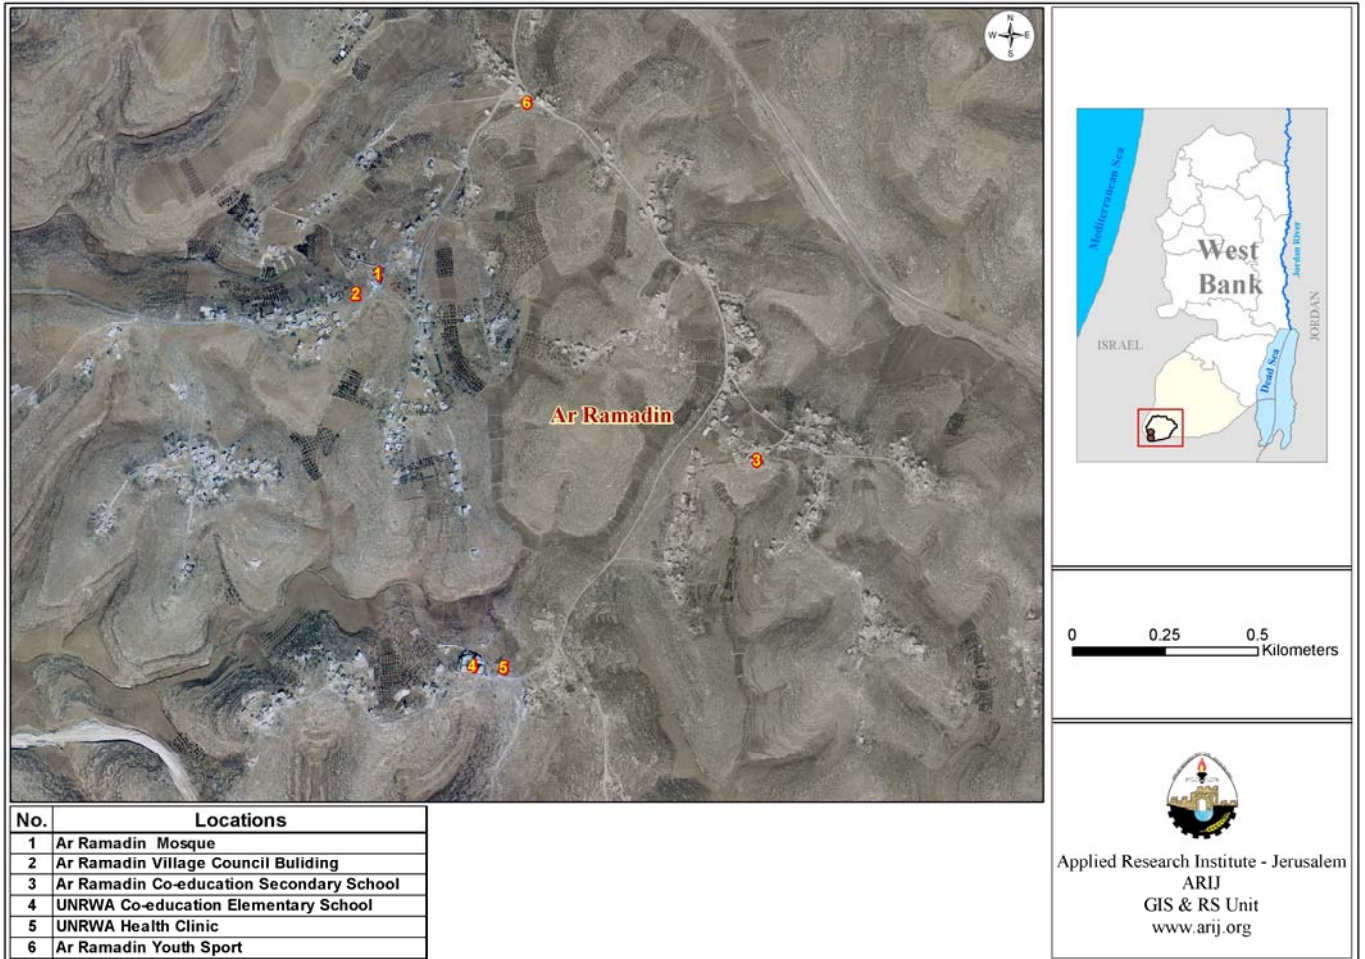 N
W E
S
6
1
2
Ar Ramadin
3
4 5
Mediterranean Sea
West
Bank
Jordan River
ISRAEL
JORDAN
Dead Sea
0 0.25 0.5
Kilometers
Applied Research Institute - Jerusalem
ARIJ
GIS & RS Unit
www.arij.org
No. Locations
1 Ar Ramadin Mosque
2 Ar Ramadin Village Council Buliding
3 Ar Ramadin Co-education Secondary School
4 UNRWA Co-education Elementary School
5 UNRWA Health Clinic
6 Ar Ramadin Youth Sport